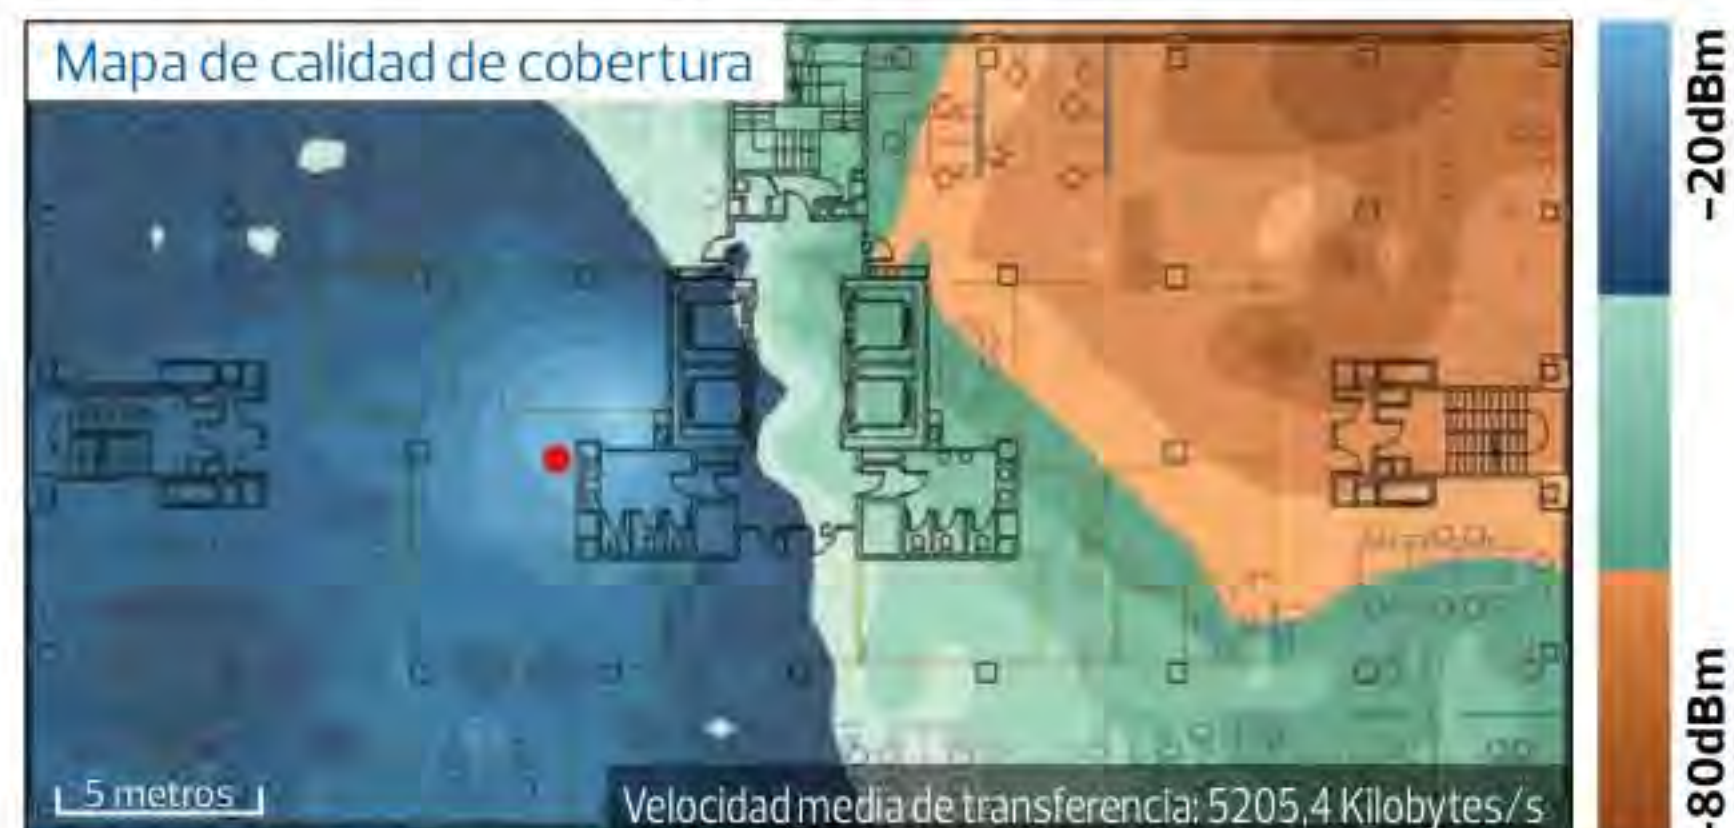 Mapa de calidad de cobertura
-20dBm
5 metros
Velocidad media de transferencia: 5205,4 Kilobytes/s
-80dBm